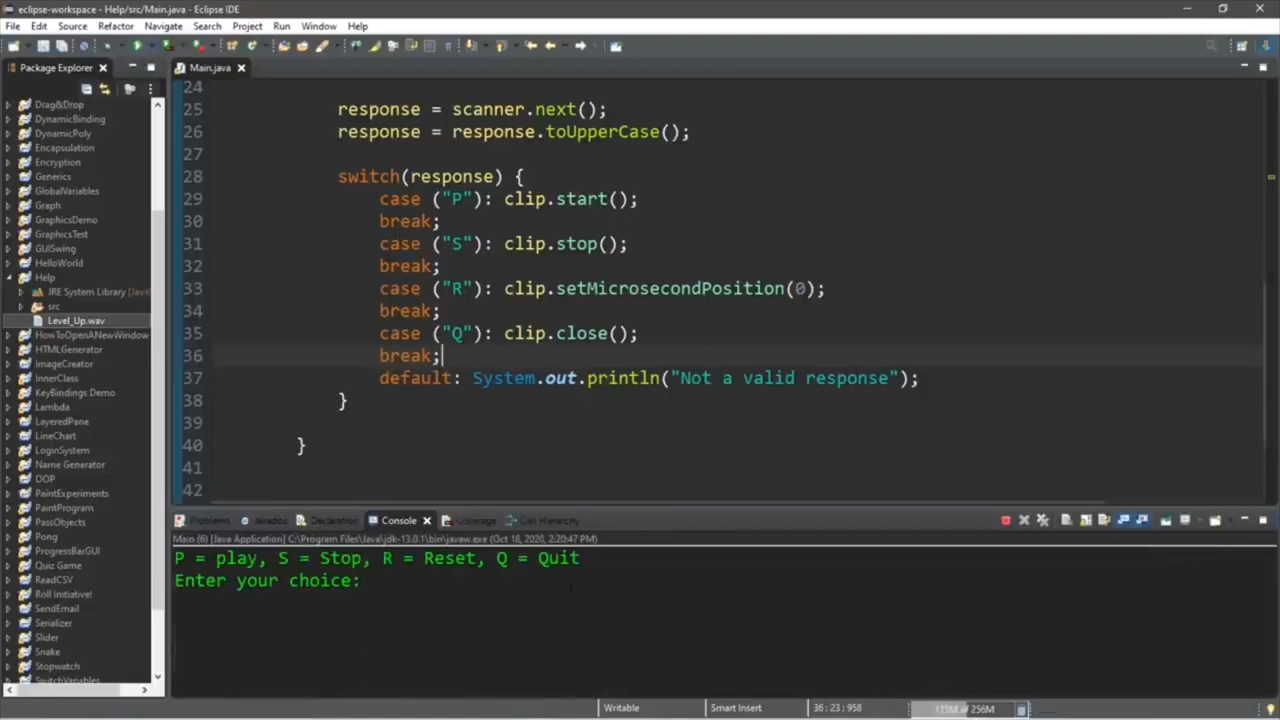 eclipse-workspace - Help/src/Main.java - Eclipse IDE
File Edit Source Refactor Navigate Search Project Run Window Help
Package Explorer
Main.java
Drag&Drop
DynamicBinding
DynamicPoly
Encapsulation
Encryption
Generics
GlobalVariables
Graph
GraphicsDemo
GraphicsTest
GUISwing
HelloWorld
Help
JRE System Library
src
Level_Up.wav
HowToOpenANewWindow
HTMLGenerator
ImageCreator
InnerClass
KeyBindings Demo
Lambda
LayeredPane
LineChart
LoginSystem
Name Generator
OOP
PaintExperiments
PaintProgram
PassObjects
Pong
ProgressBarGUI
Quiz Game
ReadCSV
Roll Initiative!
SendEmail
Serializer
Slider
Snake
Stopwatch
SwitchVariables
24
25 response = scanner.next();
26 response = response.toUpperCase();
27
28 switch(response) {
29 case ("P"): clip.start();
30 break;
31 case ("S"): clip.stop();
32 break;
33 case ("R"): clip.setMicrosecondPosition(0);
34 break;
35 case ("Q"): clip.close();
36 break;
37 default: System.out.println("Not a valid response");
38 }
39
40 }
41
42
Problems Javadoc Declaration Console Coverage Call Hierarchy
Main (6) [Java Application] C:\Program Files\Java\jdk-13.0.1\bin\javaw.exe (Oct 18, 2020, 2:20:47 PM)
P = play, S = Stop, R = Reset, Q = Quit
Enter your choice:
Writable Smart Insert 36 : 23 : 958 of 256M